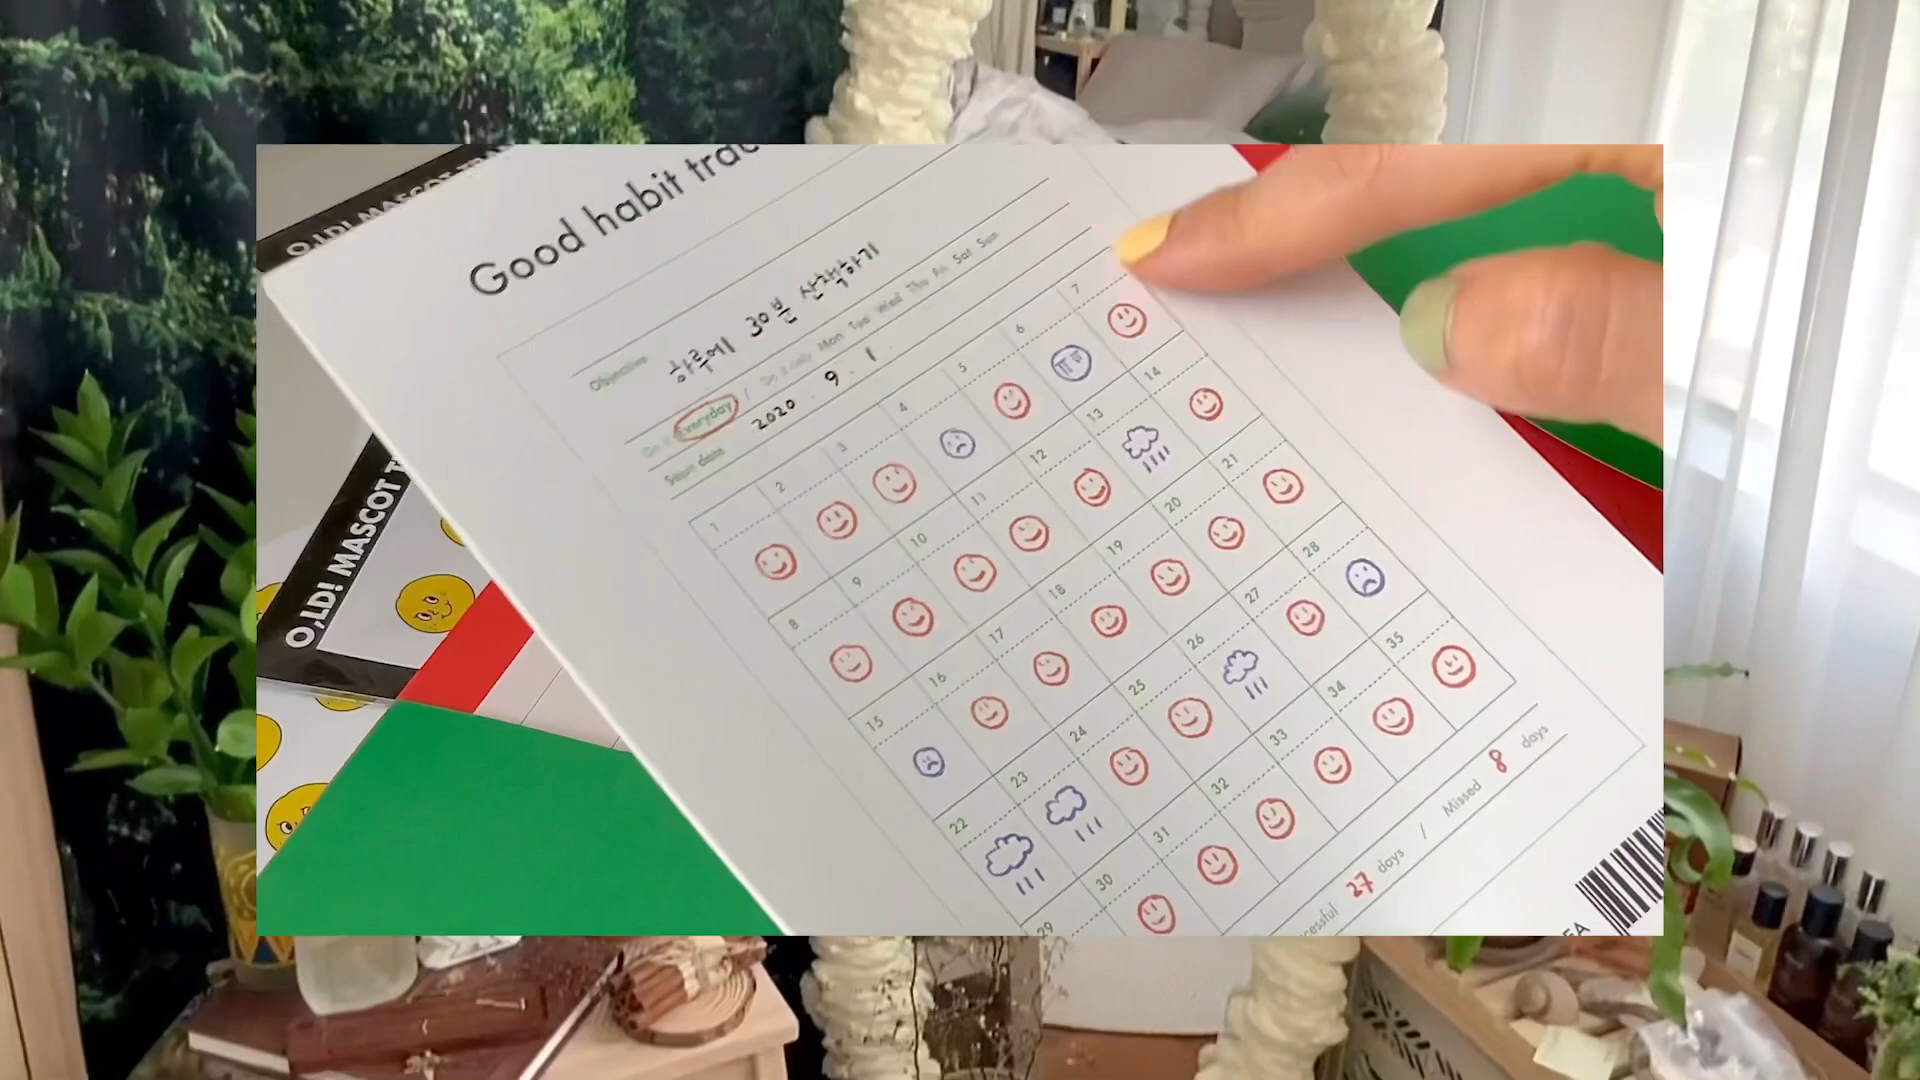 O,LD! MASCOT
Good habit
Objective 하루에 30분 산책하기
Do it Everyday / Do it only Mon Tue Wed Thu Fri Sat Sun
Start date 2020. 9. 1.
1 2 3 4 5 6 7
8 9 10 11 12 13 14
15 16 17 18 19 20 21
22 23 24 25 26 27 28
29 30 31 32 33 34 35
27 days / Missed 8 days
O,LD! MASCOT